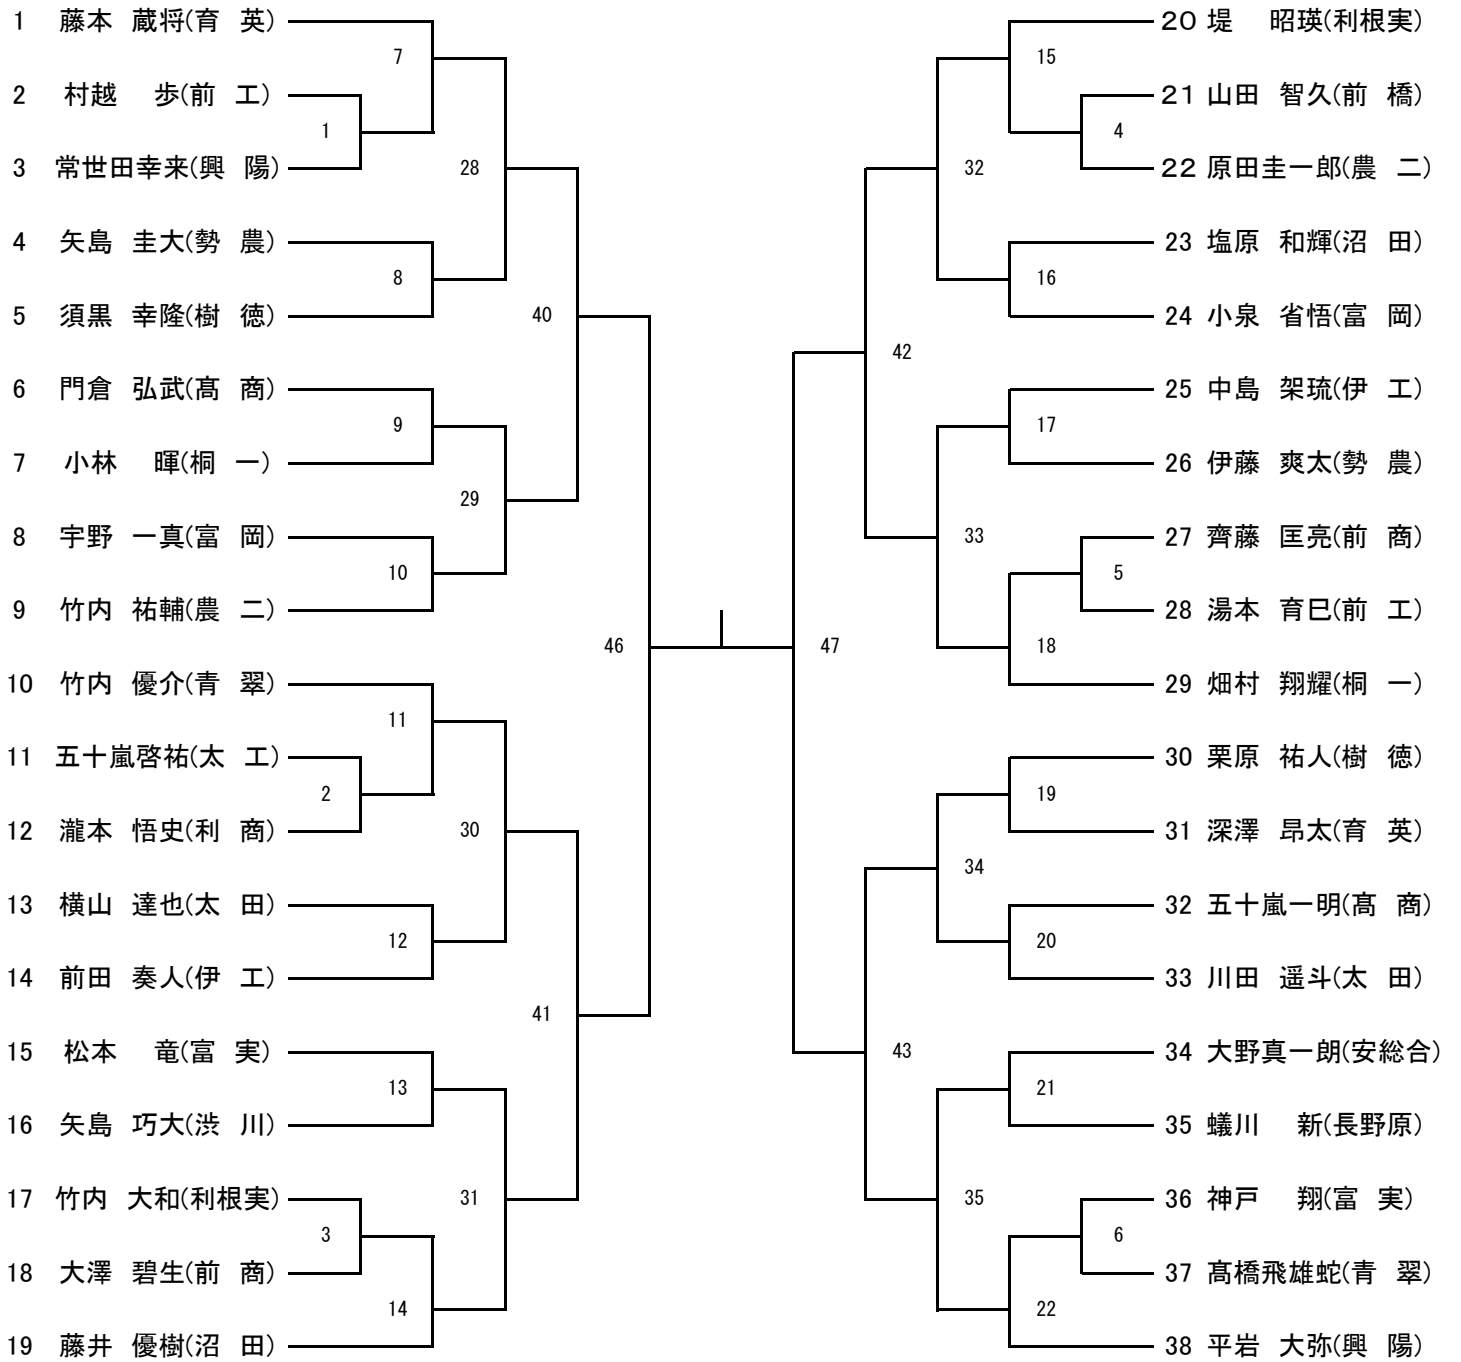 1 藤本 蔵将(育 英)
7
2 村越 歩(前 工)
1
3 常世田幸来(興 陽)
28
4 矢島 圭大(勢 農)
8
5 須黒 幸隆(樹 徳)
40
6 門倉 弘武(髙 商)
9
7 小林 暉(桐 一)
29
8 宇野 一真(富 岡)
10
9 竹内 祐輔(農 二)
46
10 竹内 優介(青 翠)
11
11 五十嵐啓祐(太 工)
2
12 瀧本 悟史(利 商)
30
13 横山 達也(太 田)
12
14 前田 奏人(伊 工)
41
15 松本 竜(富 実)
13
16 矢島 巧大(渋 川)
31
17 竹内 大和(利根実)
3
18 大澤 碧生(前 商)
14
19 藤井 優樹(沼 田)
20 堤 昭瑛(利根実)
15
21 山田 智久(前 橋)
4
22 原田圭一郎(農 二)
32
23 塩原 和輝(沼 田)
16
24 小泉 省悟(富 岡)
42
25 中島 架琉(伊 工)
17
26 伊藤 爽太(勢 農)
33
27 齊藤 匡亮(前 商)
5
28 湯本 育巳(前 工)
18
47
29 畑村 翔耀(桐 一)
30 栗原 祐人(樹 徳)
19
31 深澤 昂太(育 英)
34
32 五十嵐一明(髙 商)
20
33 川田 遥斗(太 田)
43
34 大野真一朗(安総合)
21
35 蟻川 新(長野原)
35
36 神戸 翔(富 実)
6
37 髙橋飛雄蛇(青 翠)
22
38 平岩 大弥(興 陽)